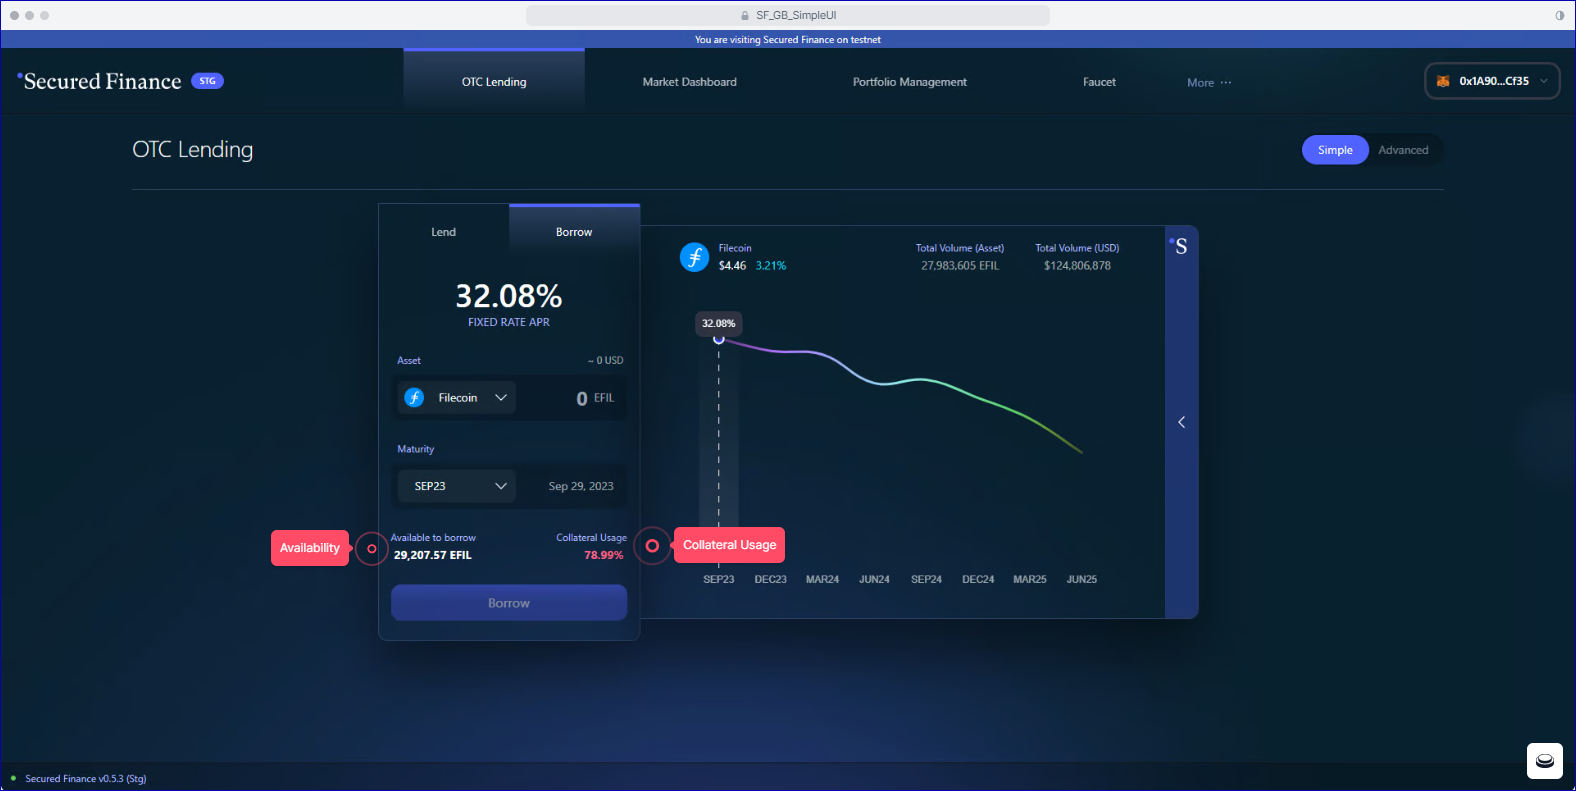 SF_GB_SimpleUI
You are visiting Secured Finance on testnet
Secured Finance STG
OTC Lending
Market Dashboard
Portfolio Management
Faucet
More ···
0x1A90...Cf35
OTC Lending
Simple
Advanced
Lend
Borrow
32.08%
FIXED RATE APR
Asset
~ 0 USD
Filecoin
0 EFIL
Maturity
SEP23
Sep 29, 2023
Availability
Available to borrow
29,207.57 EFIL
Collateral Usage
78.99%
Collateral Usage
Borrow
Filecoin
$4.46 3.21%
Total Volume (Asset)
27,983,605 EFIL
Total Volume (USD)
$124,806,878
S
32.08%
SEP23 DEC23 MAR24 JUN24 SEP24 DEC24 MAR25 JUN25
Secured Finance v0.5.3 (Stg)